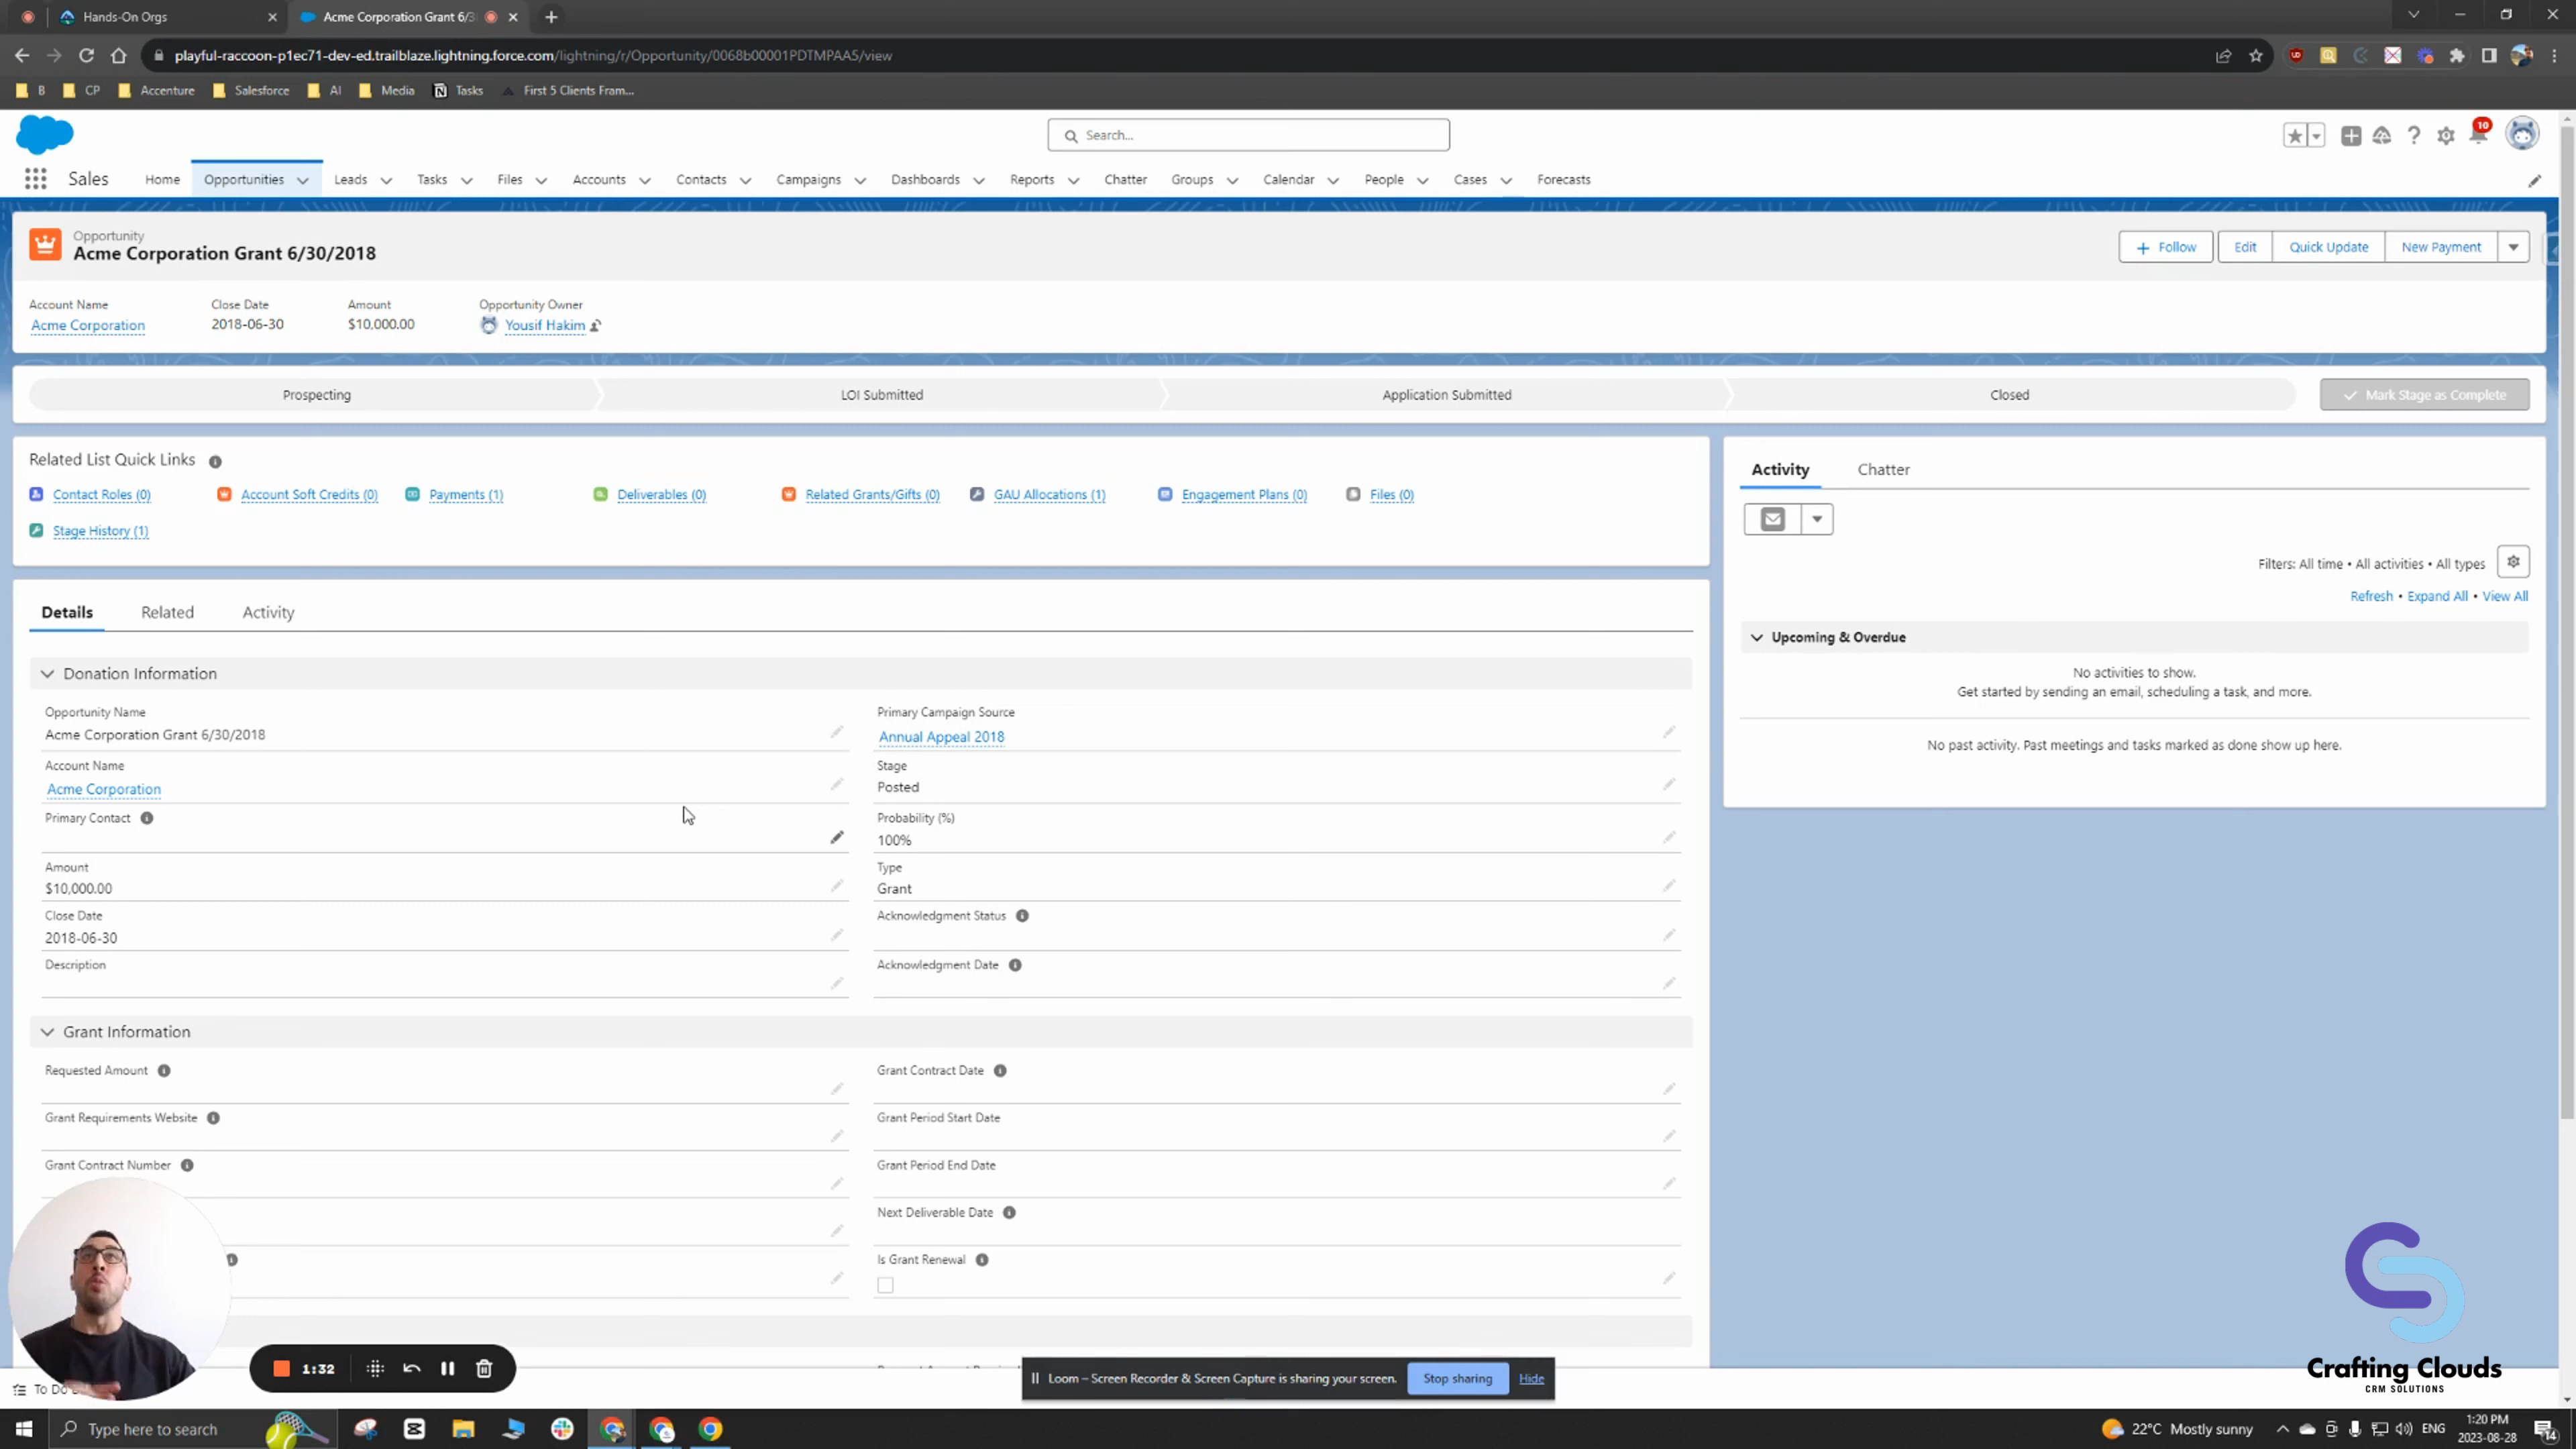 Hands-On Orgs
Acme Corporation Grant 6/3
playful-raccoon-p1ec71-dev-ed.trailblaze.lightning.force.com/lightning/r/Opportunity/0068b00001PDTMPAA5/view
B CP Accenture Salesforce AI Media Tasks First 5 Clients Fram...
Search...
10
Sales Home Opportunities Leads Tasks Files Accounts Contacts Campaigns Dashboards Reports Chatter Groups Calendar People Cases Forecasts
Opportunity
Acme Corporation Grant 6/30/2018
Follow Edit Quick Update New Payment
Account Name Close Date Amount Opportunity Owner
Acme Corporation 2018-06-30 $10,000.00 Yousif Hakim
Prospecting LOI Submitted Application Submitted Closed Mark Stage as Complete
Related List Quick Links
Contact Roles (0) Account Soft Credits (0) Payments (1) Deliverables (0) Related Grants/Gifts (0) GAU Allocations (1) Engagement Plans (0) Files (0)
Stage History (1)
Activity Chatter
Filters: All time • All activities • All types
Refresh • Expand All • View All
Upcoming & Overdue
No activities to show.
Get started by sending an email, scheduling a task, and more.
No past activity. Past meetings and tasks marked as done show up here.
Details Related Activity
Donation Information
Opportunity Name Primary Campaign Source
Acme Corporation Grant 6/30/2018 Annual Appeal 2018
Account Name Stage
Acme Corporation Posted
Primary Contact Probability (%)
100%
Amount Type
$10,000.00 Grant
Close Date Acknowledgment Status
2018-06-30
Description Acknowledgment Date
Grant Information
Requested Amount Grant Contract Date
Grant Requirements Website Grant Period Start Date
Grant Contract Number Grant Period End Date
Next Deliverable Date
Is Grant Renewal
1:32
To Do
Loom – Screen Recorder & Screen Capture is sharing your screen. Stop sharing Hide
Crafting Clouds
CRM SOLUTIONS
Type here to search
22°C Mostly sunny
ENG
1:20 PM
2023-08-28
14